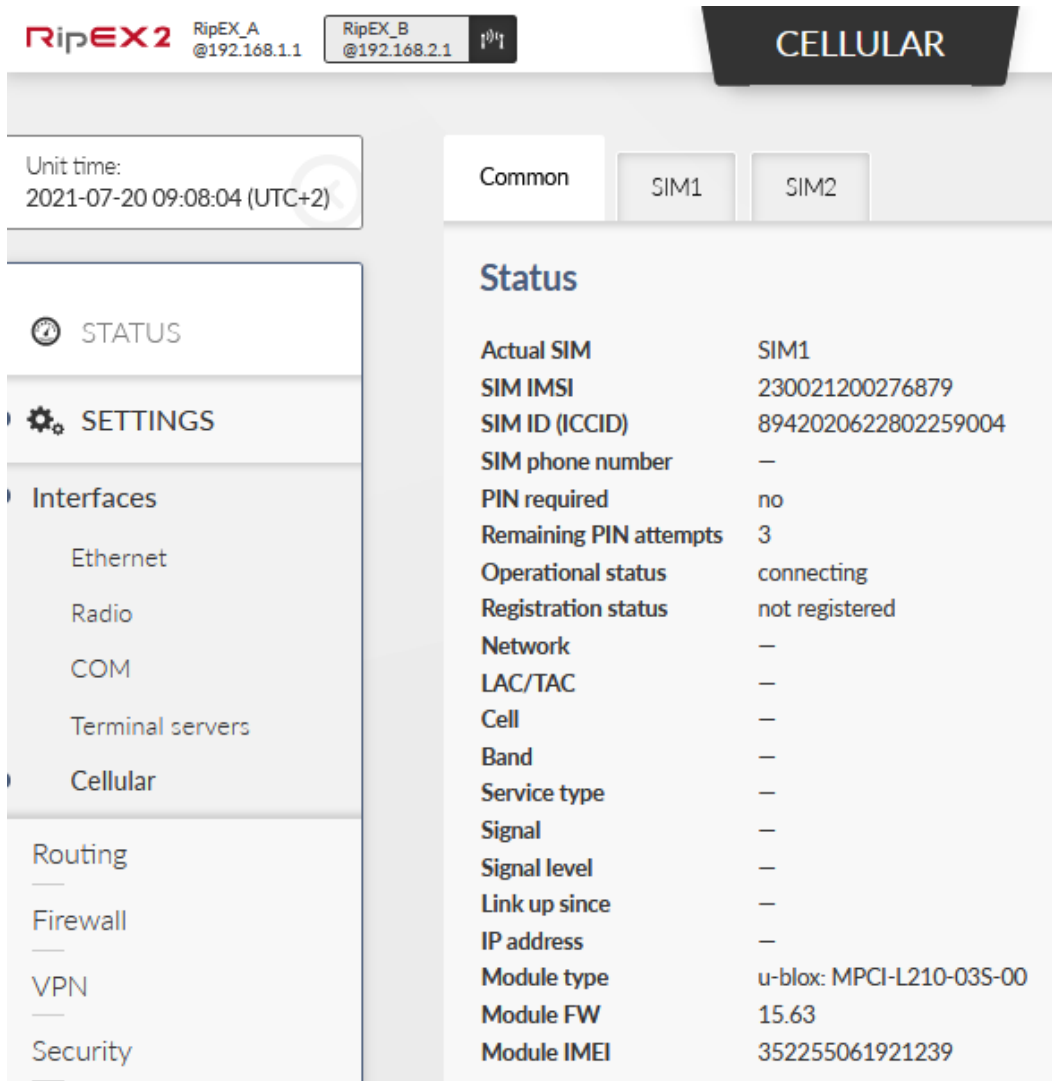 RipEX2
RipEX_A
@192.168.1.1
RipEX_B
@192.168.2.1
CELLULAR
Unit time:
2021-07-20 09:08:04 (UTC+2)
STATUS
SETTINGS
Interfaces
Ethernet
Radio
COM
Terminal servers
Cellular
Routing
Firewall
VPN
Security
Common SIM1 SIM2
Status
Actual SIM SIM1
SIM IMSI 230021200276879
SIM ID (ICCID) 8942020622802259004
SIM phone number —
PIN required no
Remaining PIN attempts 3
Operational status connecting
Registration status not registered
Network —
LAC/TAC —
Cell —
Band —
Service type —
Signal —
Signal level —
Link up since —
IP address —
Module type u-blox: MPCI-L210-03S-00
Module FW 15.63
Module IMEI 352255061921239